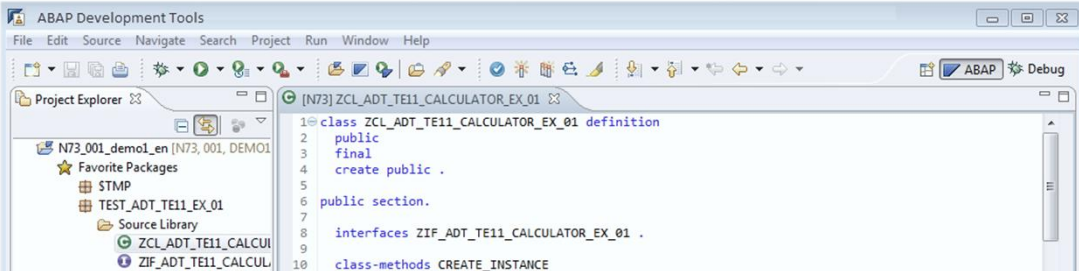 ABAP Development Tools
File Edit Source Navigate Search Project Run Window Help
ABAP Debug
Project Explorer
N73_001_demo1_en [N73, 001, DEMO1
Favorite Packages
$TMP
TEST_ADT_TE11_EX_01
Source Library
ZCL_ADT_TE11_CALCUL
ZIF_ADT_TE11_CALCUL
[N73] ZCL_ADT_TE11_CALCULATOR_EX_01
1 class ZCL_ADT_TE11_CALCULATOR_EX_01 definition
2 public
3 final
4 create public .
5
6 public section.
7
8 interfaces ZIF_ADT_TE11_CALCULATOR_EX_01 .
9
10 class-methods CREATE_INSTANCE